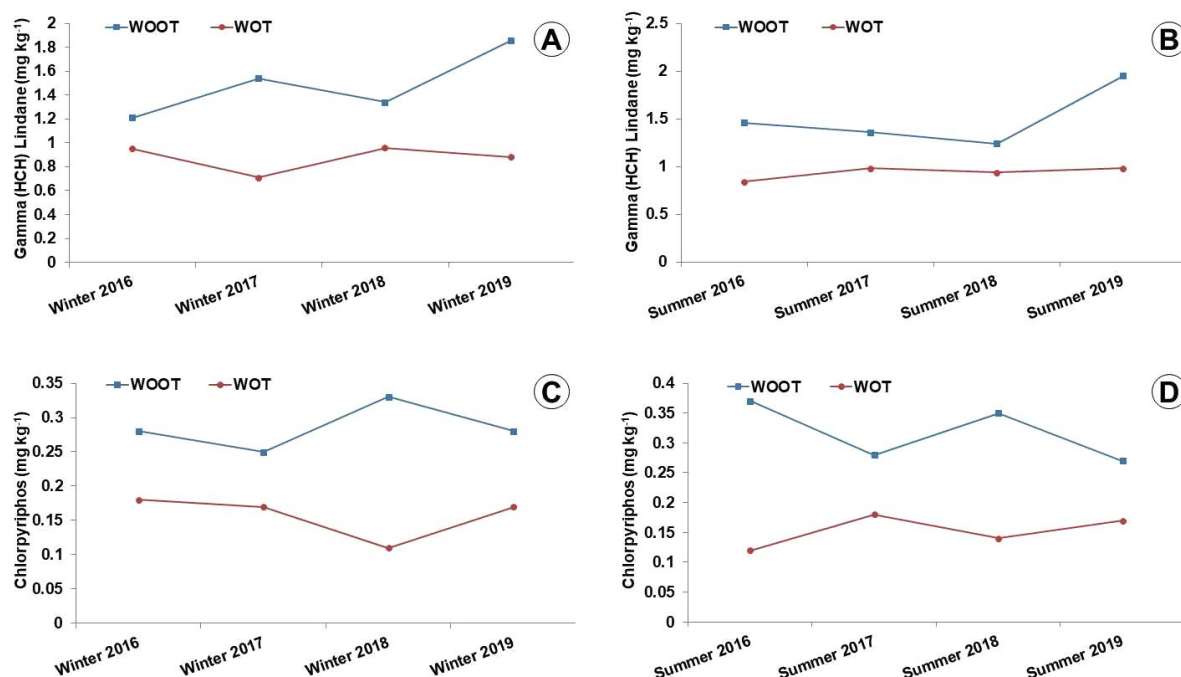 Gamma (HCH) Lindane (mg kg⁻¹)
WOOT WOT
A
2
1.8
1.6
1.4
1.2
1
0.8
0.6
0.4
0.2
0
Winter 2016
Winter 2017
Winter 2018
Winter 2019
Gamma (HCH) Lindane (mg kg⁻¹)
WOOT WOT
B
2.5
2
1.5
1
0.5
0
Summer 2016
Summer 2017
Summer 2018
Summer 2019
Chlorpyriphos (mg kg⁻¹)
WOOT WOT
C
0.35
0.3
0.25
0.2
0.15
0.1
0.05
0
Winter 2016
Winter 2017
Winter 2018
Winter 2019
Chlorpyriphos (mg kg⁻¹)
WOOT WOT
D
0.4
0.35
0.3
0.25
0.2
0.15
0.1
0.05
0
Summer 2016
Summer 2017
Summer 2018
Summer 2019